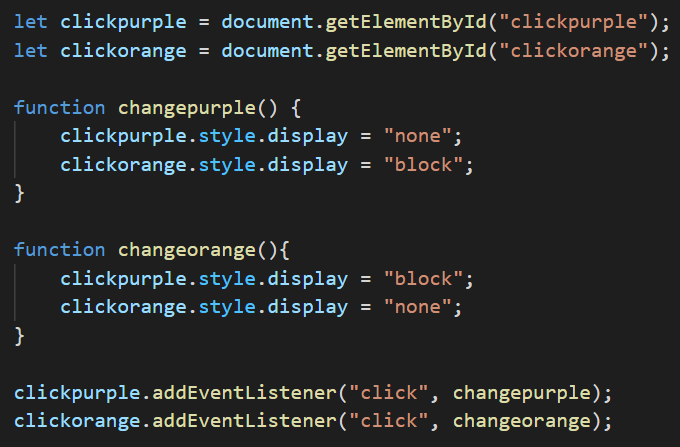 let clickpurple = document.getElementById("clickpurple");
let clickorange = document.getElementById("clickorange");

function changepurple() {
    clickpurple.style.display = "none";
    clickorange.style.display = "block";
}

function changeorange(){
    clickpurple.style.display = "block";
    clickorange.style.display = "none";
}

clickpurple.addEventListener("click", changepurple);
clickorange.addEventListener("click", changeorange);